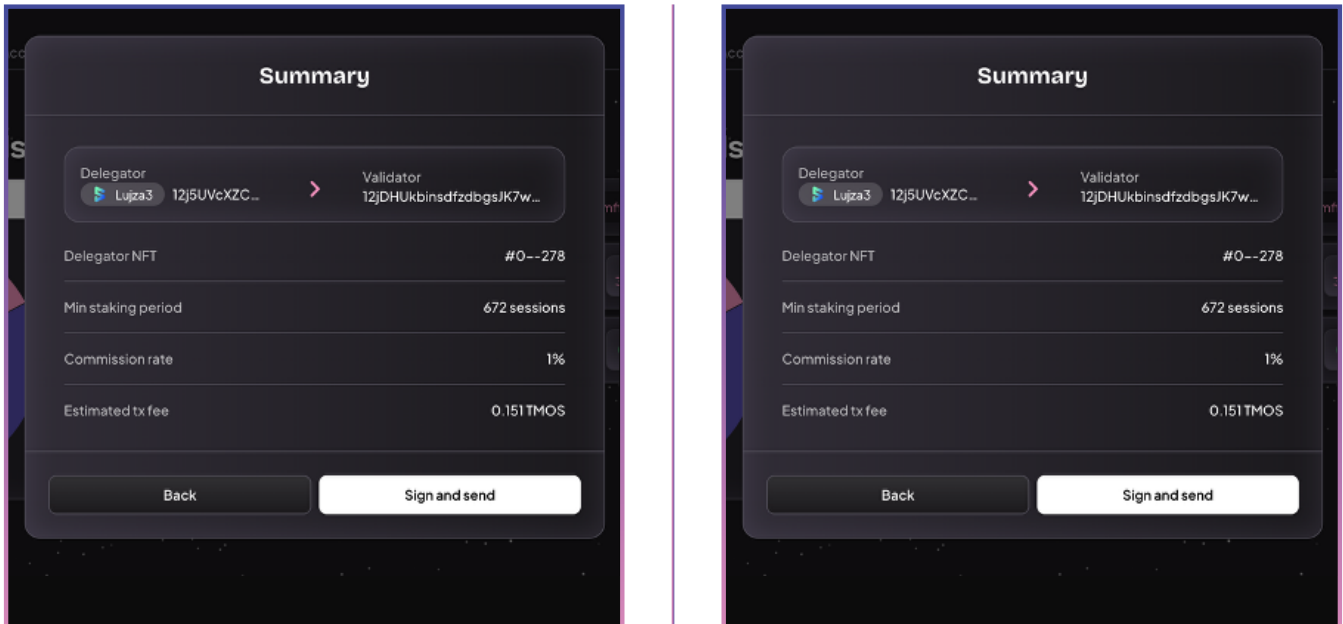 Summary
Delegator
Lujza3 12j5UVcXZC...
Validator
12jDHUkbinsdfzdbgsJK7w...
Delegator NFT #0--278
Min staking period 672 sessions
Commission rate 1%
Estimated tx fee 0.151 TMOS
Back Sign and send
Summary
Delegator
Lujza3 12j5UVcXZC...
Validator
12jDHUkbinsdfzdbgsJK7w...
Delegator NFT #0--278
Min staking period 672 sessions
Commission rate 1%
Estimated tx fee 0.151 TMOS
Back Sign and send